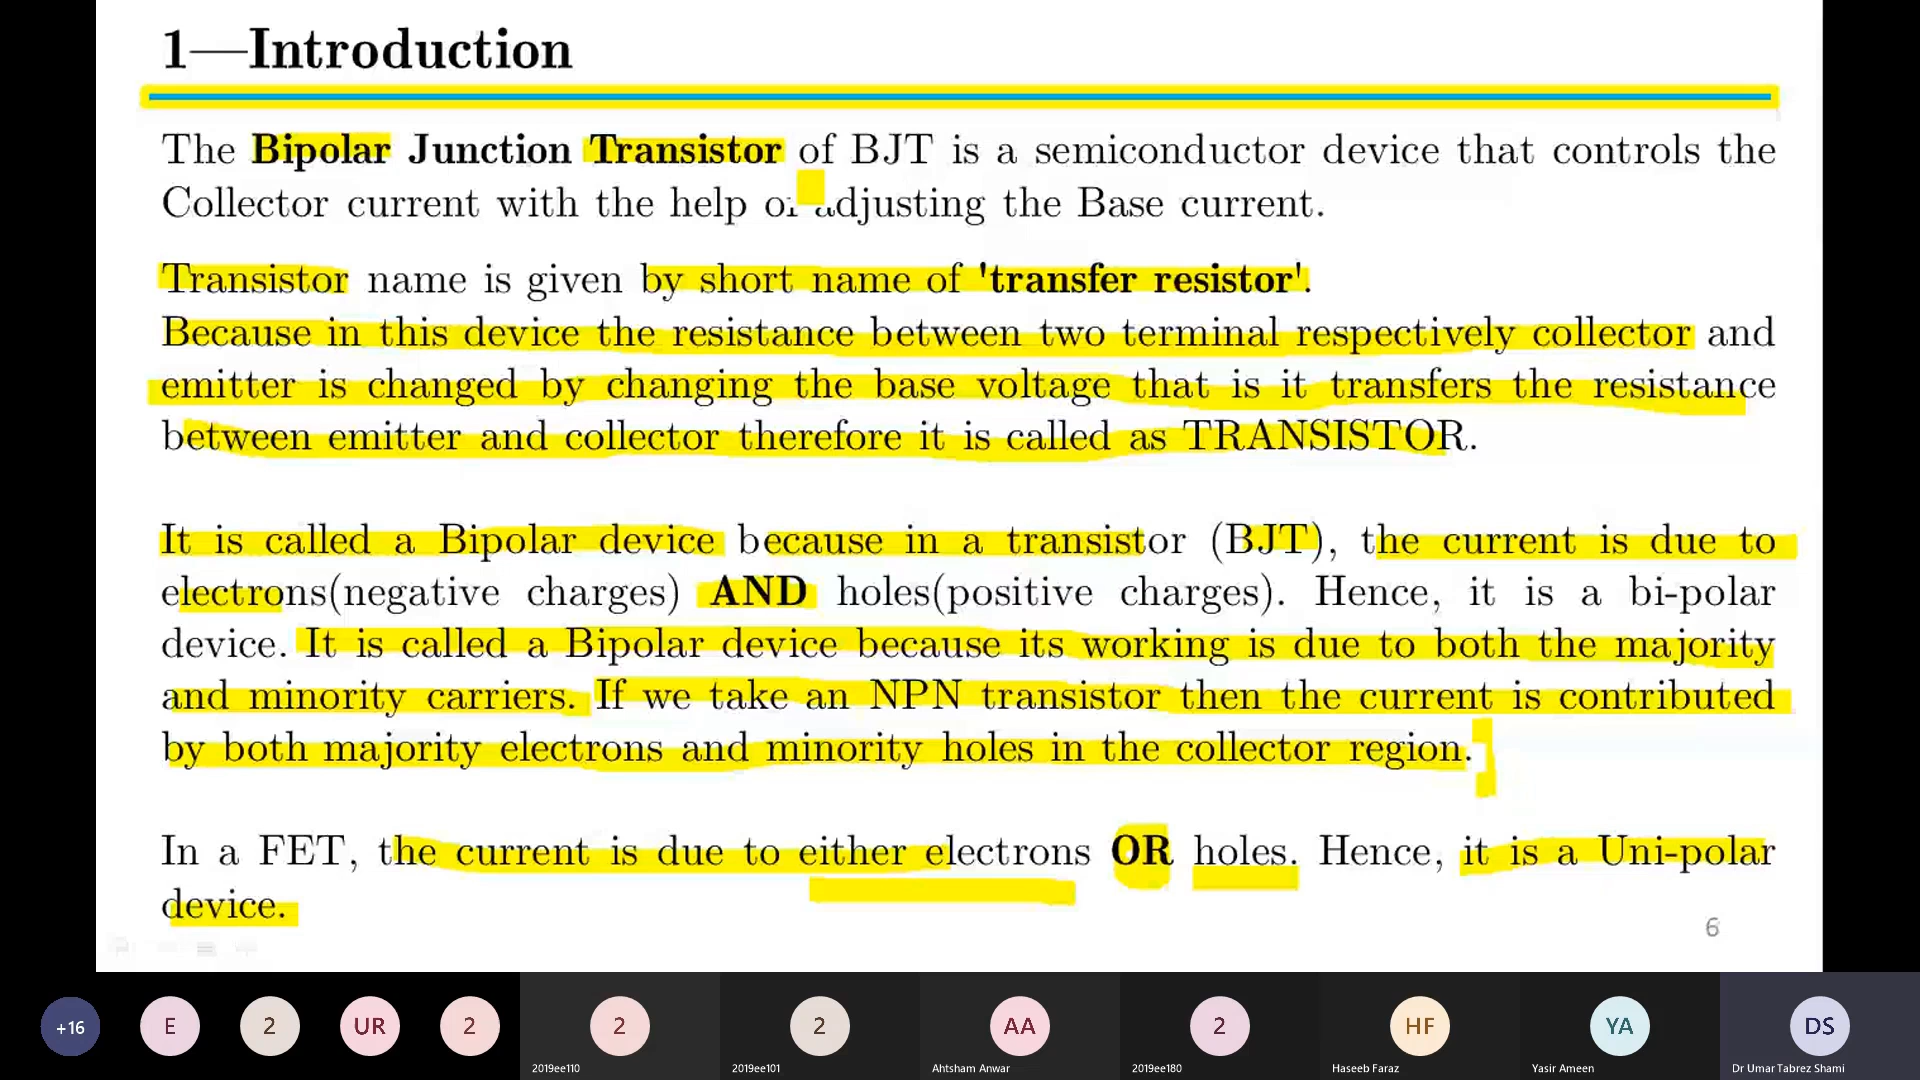 1—Introduction
The Bipolar Junction Transistor of BJT is a semiconductor device that controls the
Collector current with the help of adjusting the Base current.
Transistor name is given by short name of 'transfer resistor'.
Because in this device the resistance between two terminal respectively collector and
emitter is changed by changing the base voltage that is it transfers the resistance
between emitter and collector therefore it is called as TRANSISTOR.
It is called a Bipolar device because in a transistor (BJT), the current is due to
electrons(negative charges) AND holes(positive charges). Hence, it is a bi-polar
device. It is called a Bipolar device because its working is due to both the majority
and minority carriers. If we take an NPN transistor then the current is contributed
by both majority electrons and minority holes in the collector region.
In a FET, the current is due to either electrons OR holes. Hence, it is a Uni-polar
device.
6
+16 E 2 UR 2 2 2 AA 2 HF YA DS
2019ee110 2019ee101 Ahtsham Anwar 2019ee180 Haseeb Faraz Yasir Ameen Dr Umar Tabrez Shami